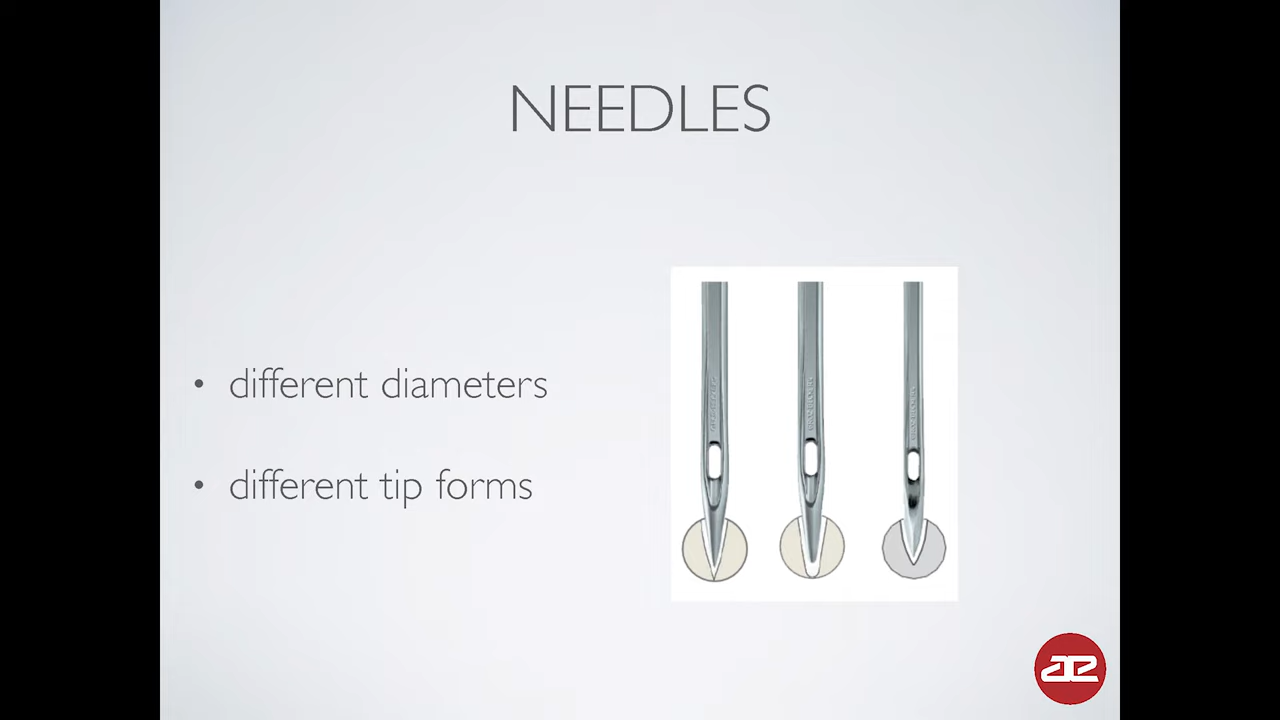 NEEDLES
• different diameters
• different tip forms